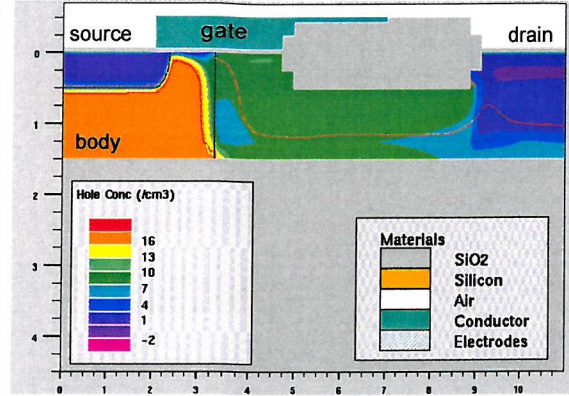 source gate drain
0
1
body
2
Hole Conc (/cm3)
16
13
10
7
4
1
-2
Materials
SiO2
Silicon
Air
Conductor
Electrodes
3
4
0 1 2 3 4 5 6 7 8 9 10